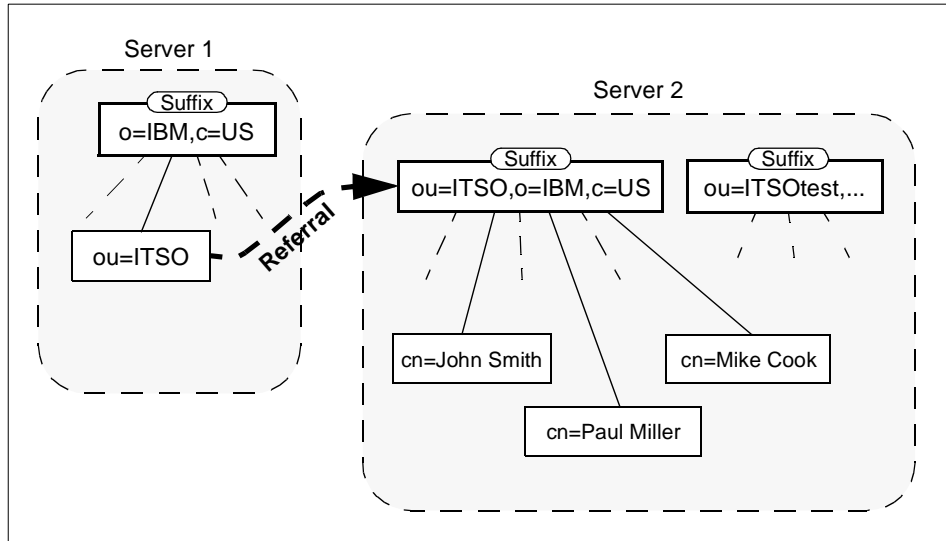 Server 1
Suffix
o=IBM,c=US
ou=ITSO
Referral
Server 2
Suffix
ou=ITSO,o=IBM,c=US
Suffix
ou=ITSOtest,...
cn=John Smith
cn=Mike Cook
cn=Paul Miller